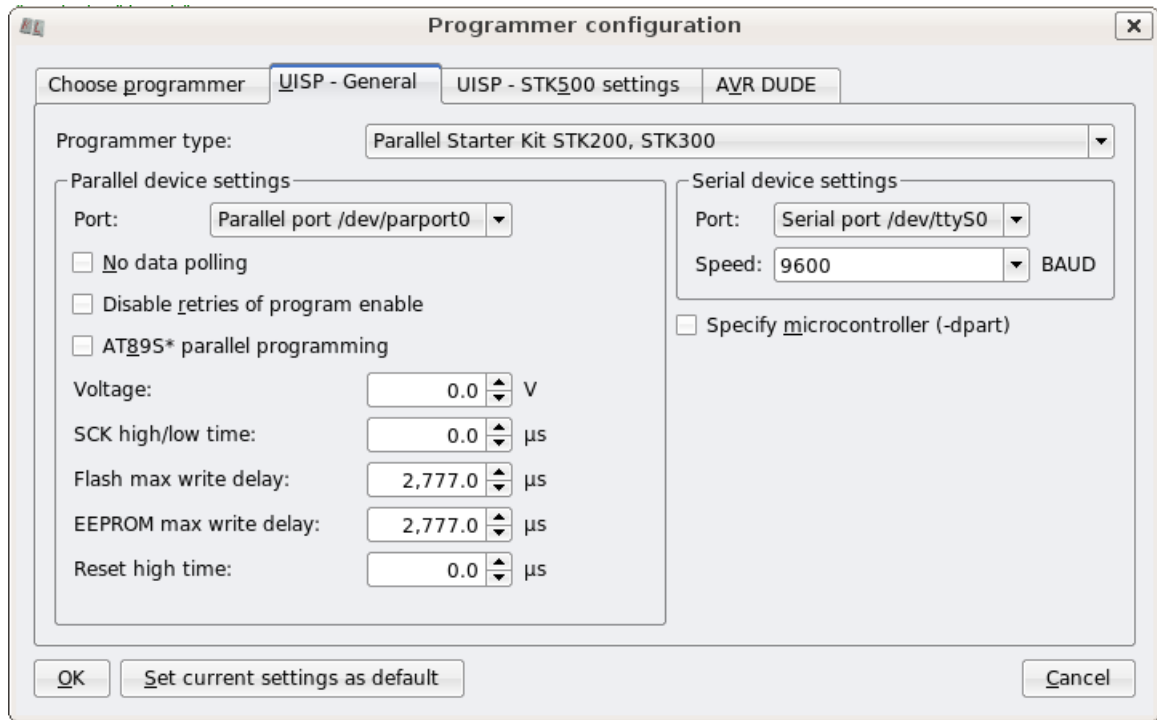 Programmer configuration
Choose programmer
UISP - General
UISP - STK500 settings
AVR DUDE
Programmer type:
Parallel Starter Kit STK200, STK300
Parallel device settings
Port:
Parallel port /dev/parport0
No data polling
Disable retries of program enable
AT89S* parallel programming
Voltage:
0.0
V
SCK high/low time:
0.0
µs
Flash max write delay:
2,777.0
µs
EEPROM max write delay:
2,777.0
µs
Reset high time:
0.0
µs
Serial device settings
Port:
Serial port /dev/ttyS0
Speed:
9600
BAUD
Specify microcontroller (-dpart)
OK
Set current settings as default
Cancel